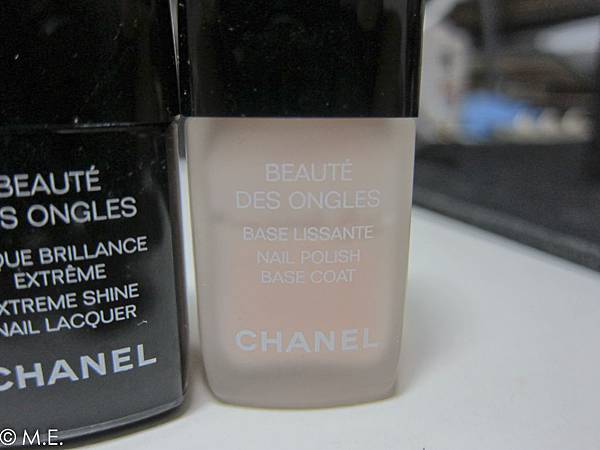 BEAUTÉ
DES ONGLES
QUE BRILLANCE
EXTRÊME
EXTREME SHINE
NAIL LACQUER
CHANEL
BEAUTÉ
DES ONGLES
BASE LISSANTE
NAIL POLISH
BASE COAT
CHANEL
© M.E.